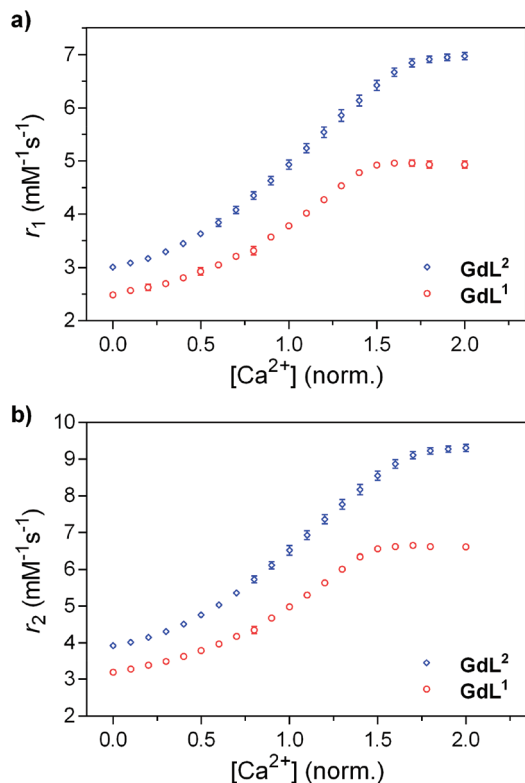 a)
7
6
5
4
3
2
r₁ (mM⁻¹s⁻¹)
GdL²
GdL¹
0.0 0.5 1.0 1.5 2.0
[Ca²⁺] (norm.)
b)
10
9
8
7
6
5
4
3
2
r₂ (mM⁻¹s⁻¹)
GdL²
GdL¹
0.0 0.5 1.0 1.5 2.0
[Ca²⁺] (norm.)